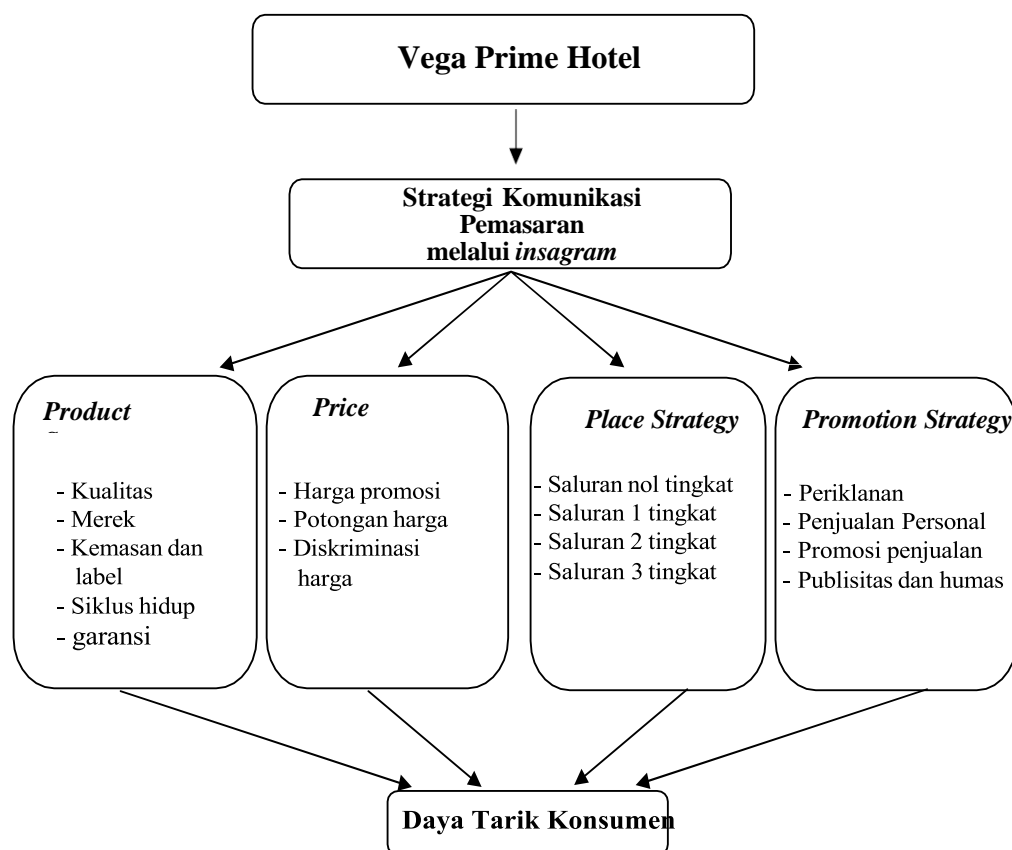 Vega Prime Hotel
Strategi Komunikasi
Pemasaran
melalui insagram
Product
- Kualitas
- Merek
- Kemasan dan
label
- Siklus hidup
- garansi
Price
- Harga promosi
- Potongan harga
- Diskriminasi
harga
Place Strategy
- Saluran nol tingkat
- Saluran 1 tingkat
- Saluran 2 tingkat
- Saluran 3 tingkat
Promotion Strategy
- Periklanan
- Penjualan Personal
- Promosi penjualan
- Publisitas dan humas
Daya Tarik Konsumen